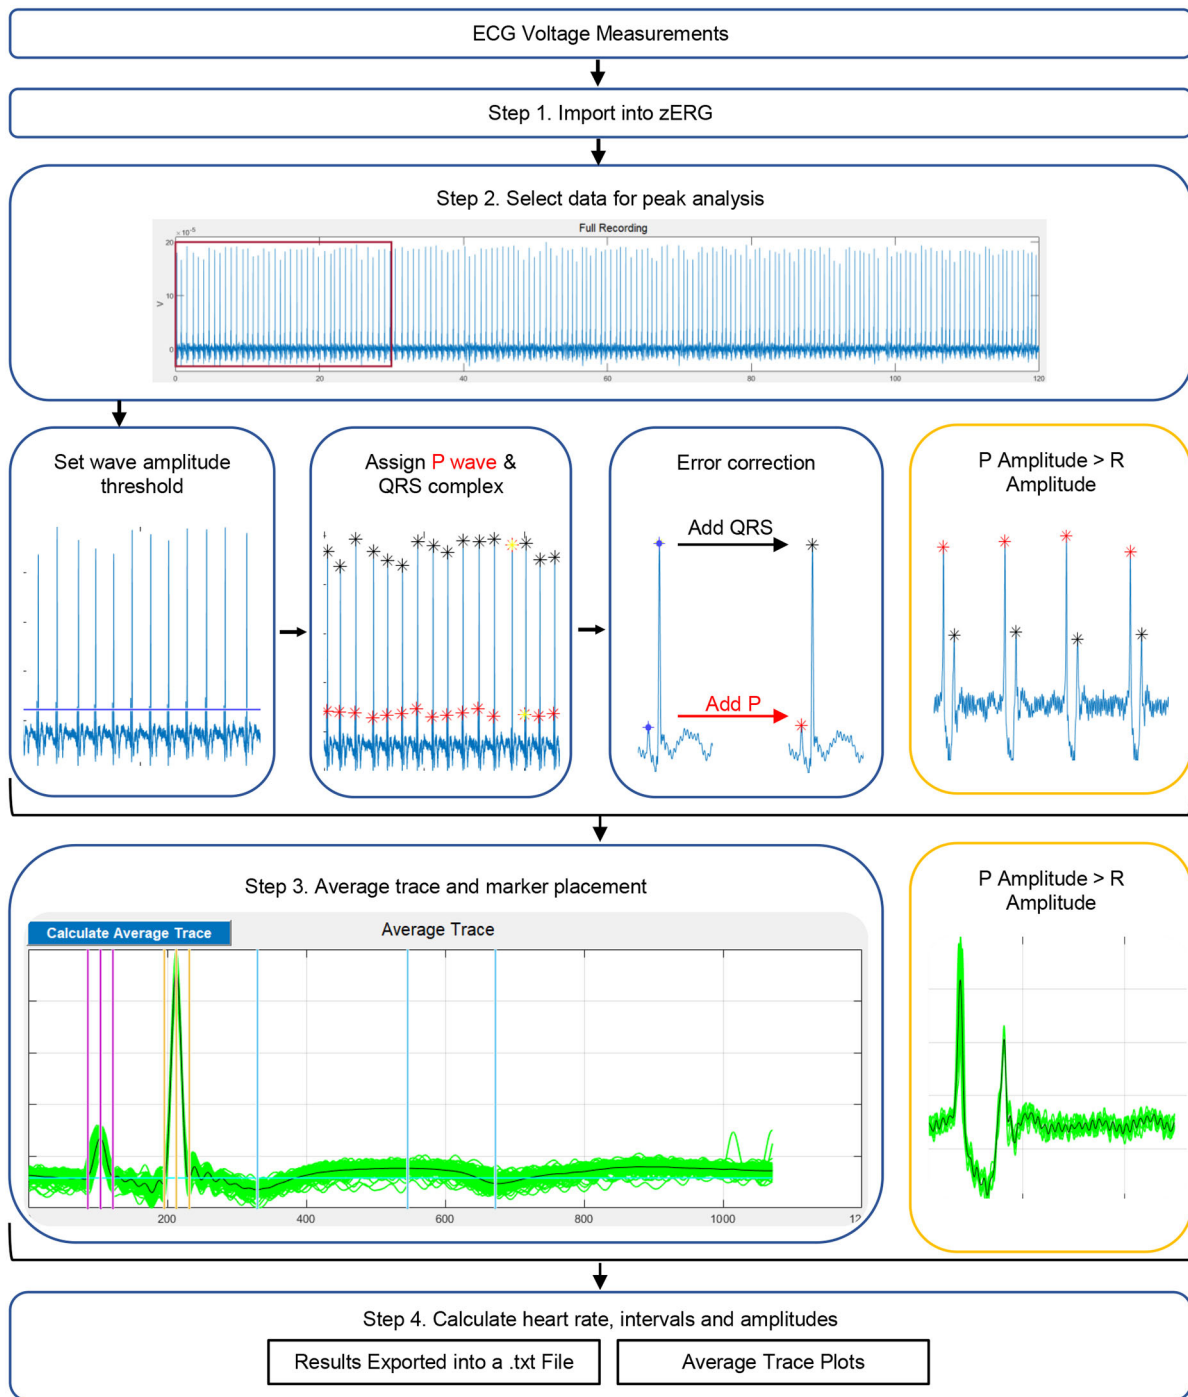 ECG Voltage Measurements
Step 1. Import into zERG
Step 2. Select data for peak analysis
Full Recording
×10⁻⁵
20
10
0
V
0
20
40
60
80
100
120
Set wave amplitude
threshold
Assign P wave &
QRS complex
Error correction
Add QRS
Add P
P Amplitude > R
Amplitude
Step 3. Average trace and marker placement
Calculate Average Trace
Average Trace
200
400
600
800
1000
12
P Amplitude > R
Amplitude
Step 4. Calculate heart rate, intervals and amplitudes
Results Exported into a .txt File
Average Trace Plots